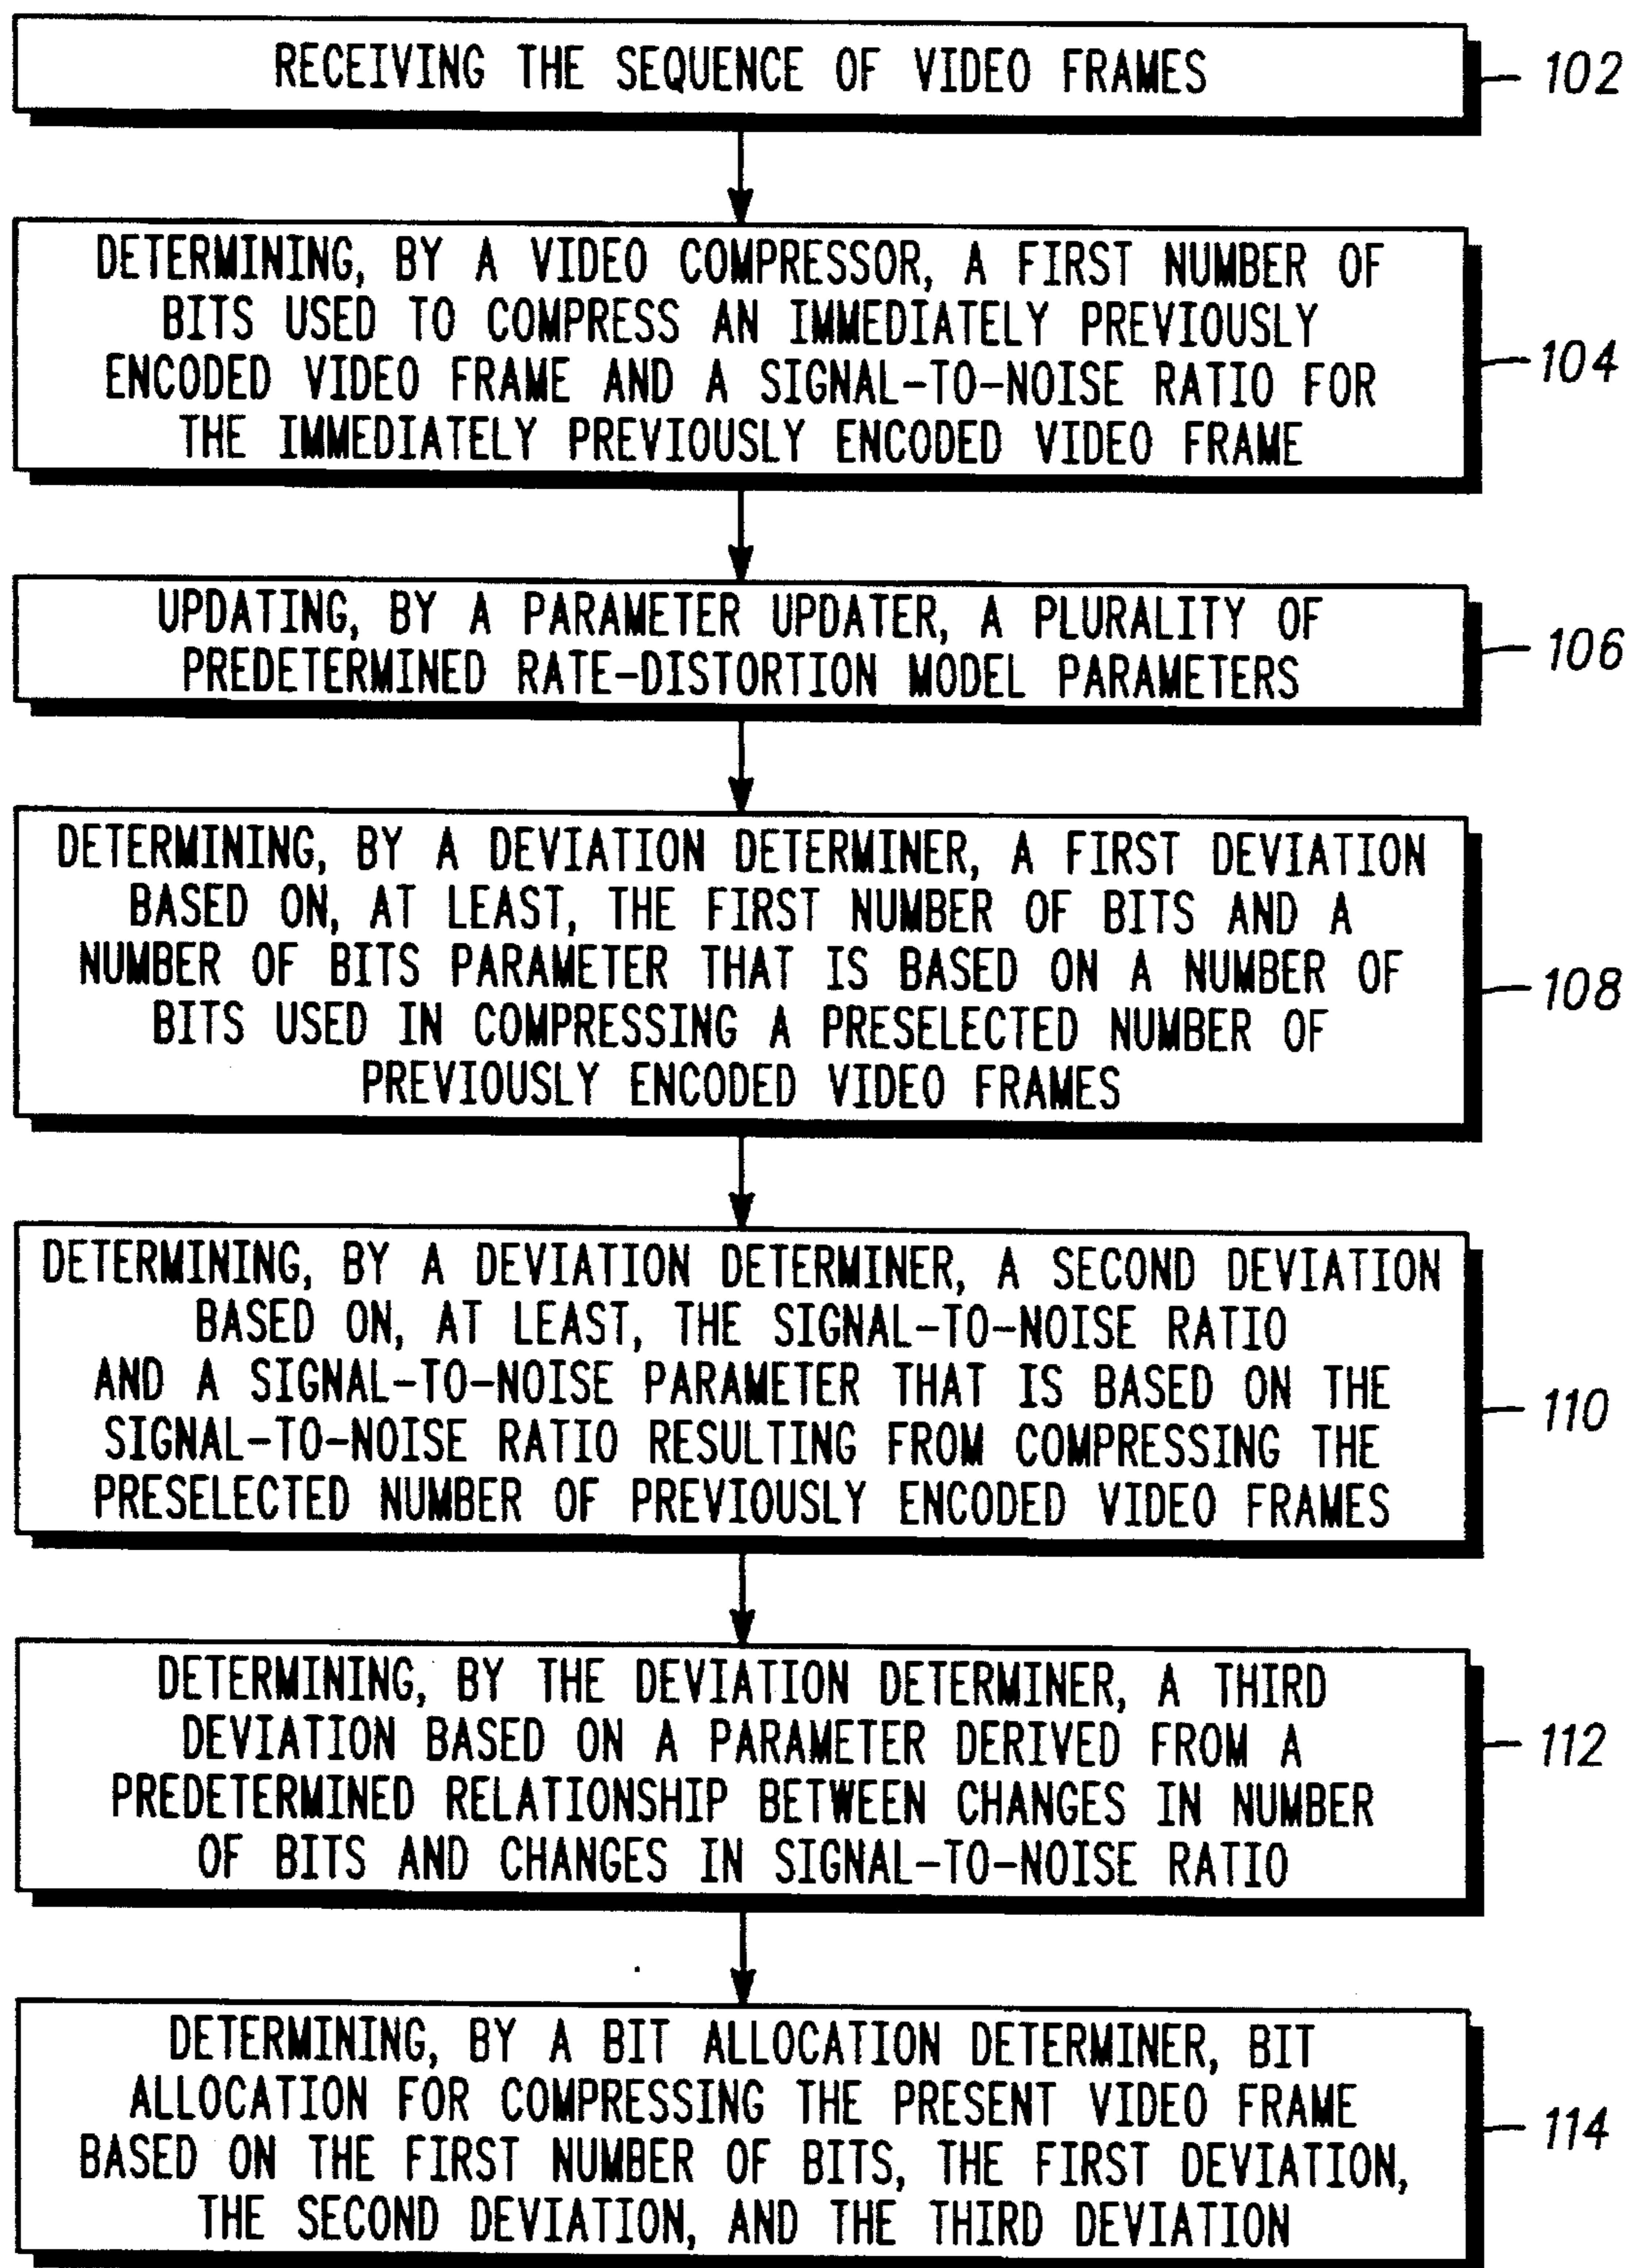 RECEIVING THE SEQUENCE OF VIDEO FRAMES
102
DETERMINING, BY A VIDEO COMPRESSOR, A FIRST NUMBER OF
BITS USED TO COMPRESS AN IMMEDIATELY PREVIOUSLY
ENCODED VIDEO FRAME AND A SIGNAL-TO-NOISE RATIO FOR
THE IMMEDIATELY PREVIOUSLY ENCODED VIDEO FRAME
104
UPDATING, BY A PARAMETER UPDATER, A PLURALITY OF
PREDETERMINED RATE-DISTORTION MODEL PARAMETERS
106
DETERMINING, BY A DEVIATION DETERMINER, A FIRST DEVIATION
BASED ON, AT LEAST, THE FIRST NUMBER OF BITS AND A
NUMBER OF BITS PARAMETER THAT IS BASED ON A NUMBER OF
BITS USED IN COMPRESSING A PRESELECTED NUMBER OF
PREVIOUSLY ENCODED VIDEO FRAMES
108
DETERMINING, BY A DEVIATION DETERMINER, A SECOND DEVIATION
BASED ON, AT LEAST, THE SIGNAL-TO-NOISE RATIO
AND A SIGNAL-TO-NOISE PARAMETER THAT IS BASED ON THE
SIGNAL-TO-NOISE RATIO RESULTING FROM COMPRESSING THE
PRESELECTED NUMBER OF PREVIOUSLY ENCODED VIDEO FRAMES
110
DETERMINING, BY THE DEVIATION DETERMINER, A THIRD
DEVIATION BASED ON A PARAMETER DERIVED FROM A
PREDETERMINED RELATIONSHIP BETWEEN CHANGES IN NUMBER
OF BITS AND CHANGES IN SIGNAL-TO-NOISE RATIO
112
DETERMINING, BY A BIT ALLOCATION DETERMINER, BIT
ALLOCATION FOR COMPRESSING THE PRESENT VIDEO FRAME
BASED ON THE FIRST NUMBER OF BITS, THE FIRST DEVIATION,
THE SECOND DEVIATION, AND THE THIRD DEVIATION
114